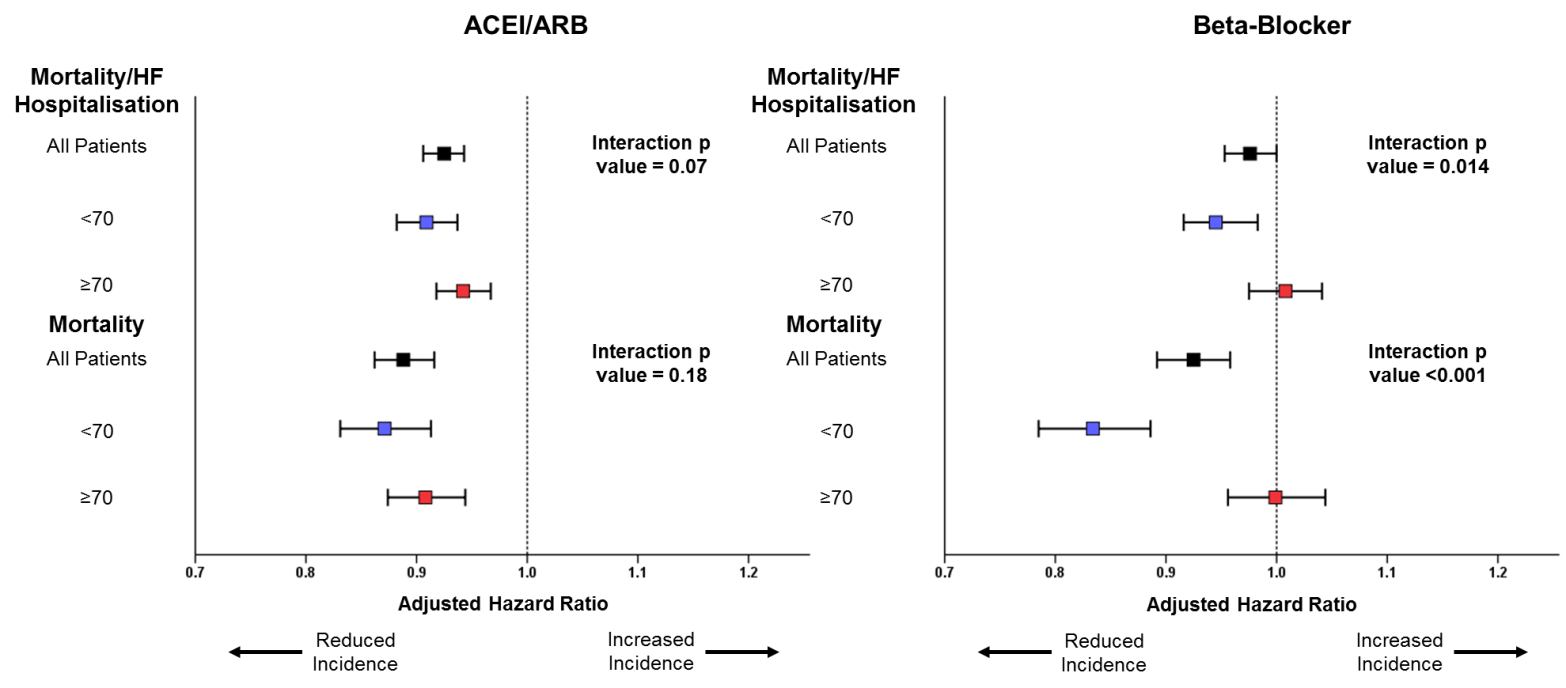 ACEI/ARB
Mortality/HF
Hospitalisation
All Patients
Interaction p
value = 0.07
<70
≥70
Mortality
All Patients
Interaction p
value = 0.18
<70
≥70
0.7 0.8 0.9 1.0 1.1 1.2
Adjusted Hazard Ratio
Reduced
Incidence
Increased
Incidence
Beta-Blocker
Mortality/HF
Hospitalisation
All Patients
Interaction p
value = 0.014
<70
≥70
Mortality
All Patients
Interaction p
value <0.001
<70
≥70
0.7 0.8 0.9 1.0 1.1 1.2
Adjusted Hazard Ratio
Reduced
Incidence
Increased
Incidence